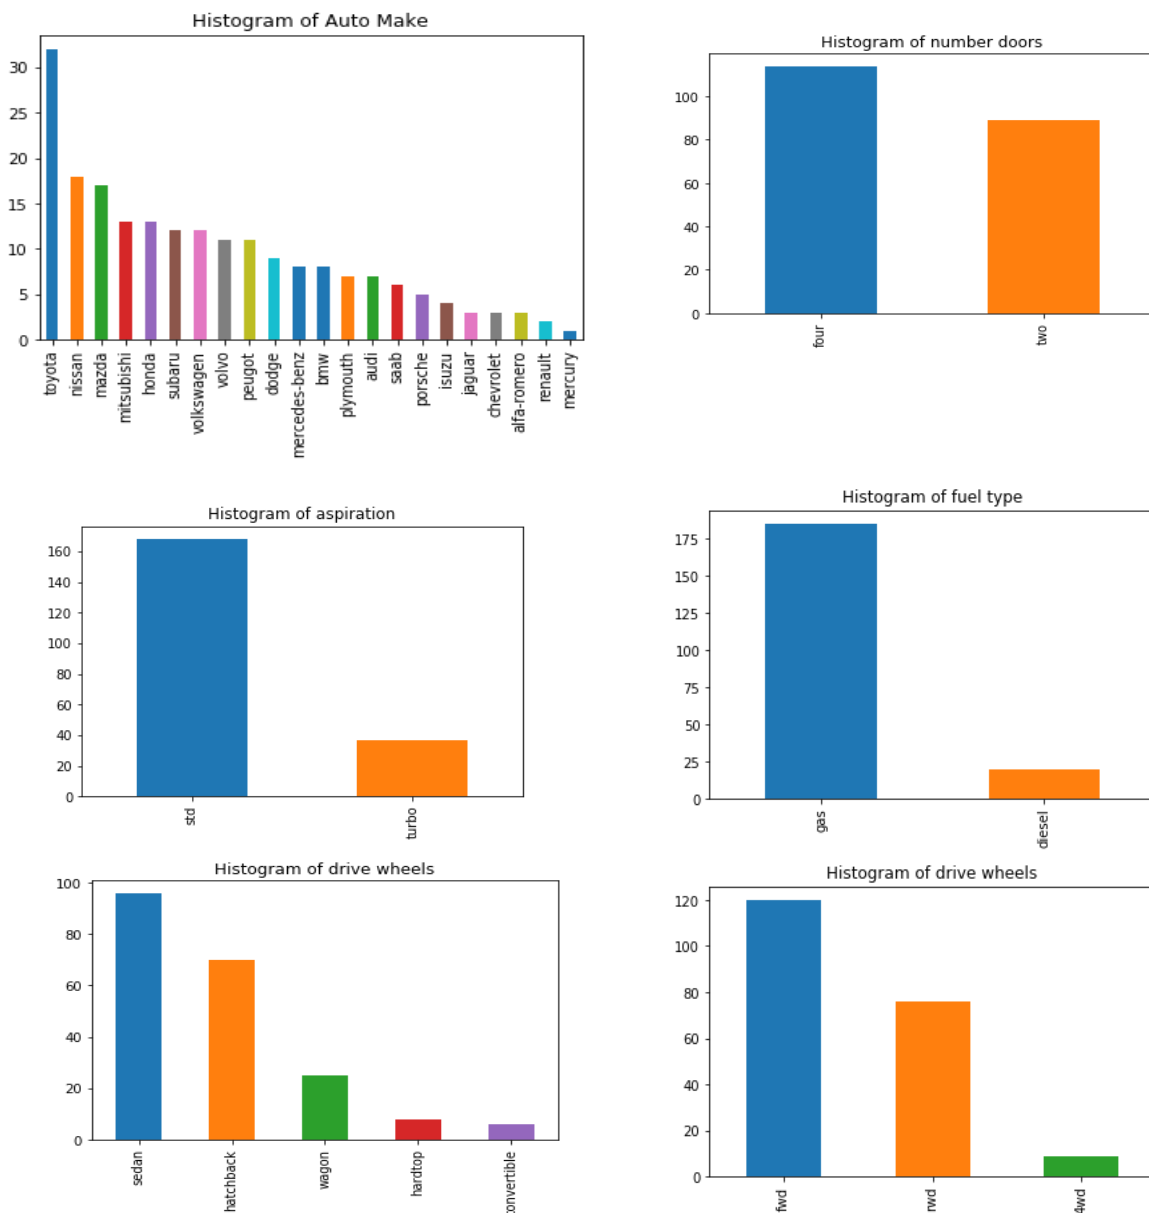 Histogram of Auto Make
30
25
20
15
10
5
0
toyota
nissan
mazda
mitsubishi
honda
subaru
volkswagen
volvo
peugot
dodge
mercedes-benz
bmw
plymouth
audi
saab
porsche
isuzu
jaguar
chevrolet
alfa-romero
renault
mercury
Histogram of number doors
100
80
60
40
20
0
four
two
Histogram of aspiration
160
140
120
100
80
60
40
20
0
std
turbo
Histogram of fuel type
175
150
125
100
75
50
25
0
gas
diesel
Histogram of drive wheels
100
80
60
40
20
0
sedan
hatchback
wagon
hardtop
convertible
Histogram of drive wheels
120
100
80
60
40
20
0
fwd
rwd
4wd